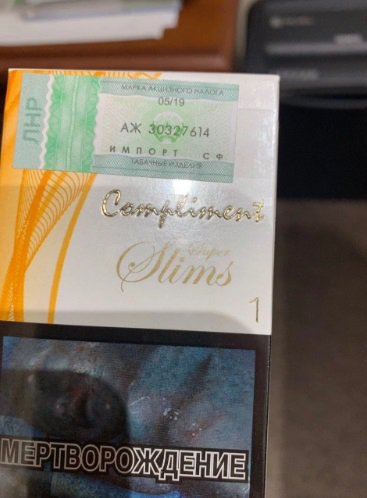 ЛНР
МАРКА АКЦИЗНОГО НАЛОГА
05/19
АЖ 30327614
ИМПОРТ СФ
ТАБАЧНЫЕ ИЗДЕЛИЯ
Compliment
Super
Slims
1
МЕРТВОРОЖДЕНИЕ